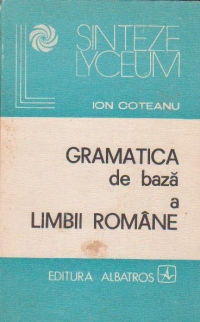 SINTEZE
LYCEUM
ION COTEANU
GRAMATICA
de bază
a
LIMBII ROMÂNE
EDITURA ALBATROS